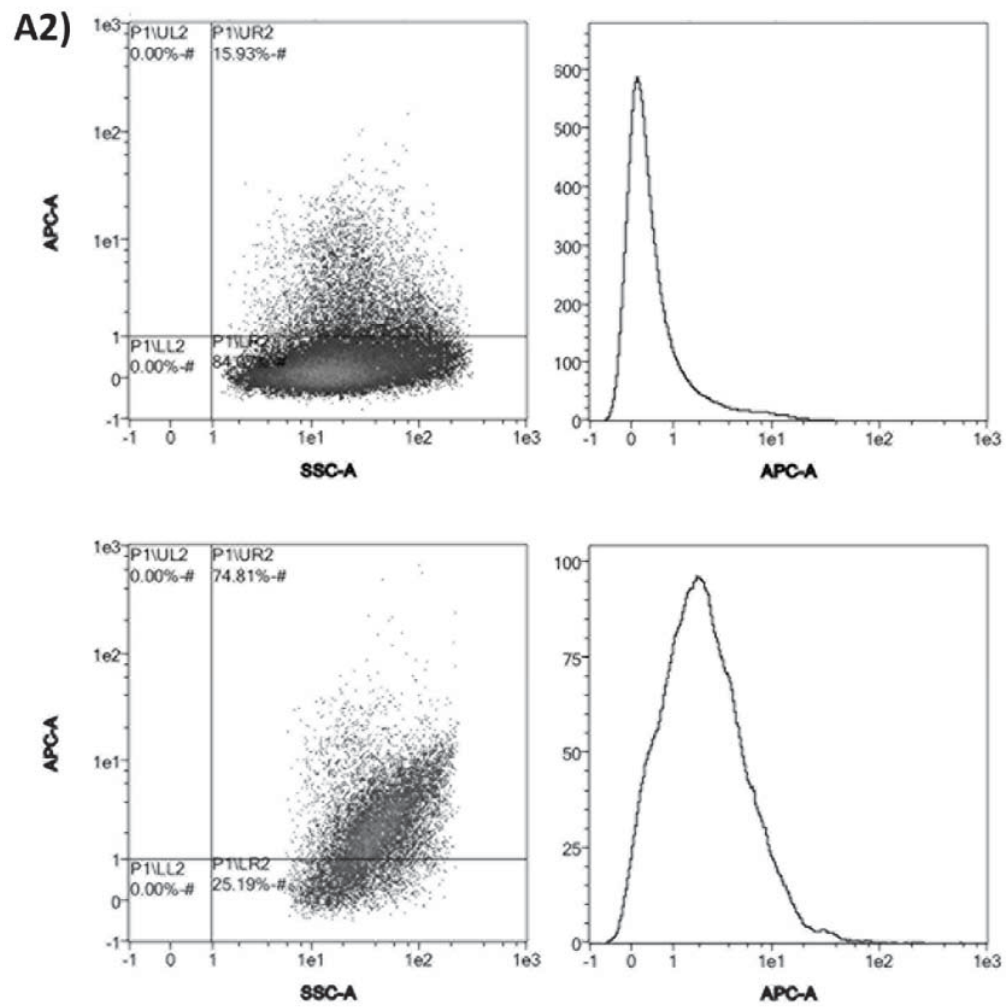 A2)
1e3
P1\UL2
0.00%-#
P1\UR2
15.93%-#
1e2
1e1
1
0
-1
P1\LL2
0.00%-#
APC-A
-1 0 1 1e1 1e2 1e3
SSC-A
600
500
400
300
200
100
0
-1 0 1 1e1 1e2 1e3
APC-A
1e3
P1\UL2
0.00%-#
P1\UR2
74.81%-#
1e2
1e1
1
0
-1
P1\LL2
0.00%-#
P1\LR2
25.19%-#
APC-A
-1 0 1 1e1 1e2 1e3
SSC-A
100
75
50
25
0
-1 0 1 1e1 1e2 1e3
APC-A